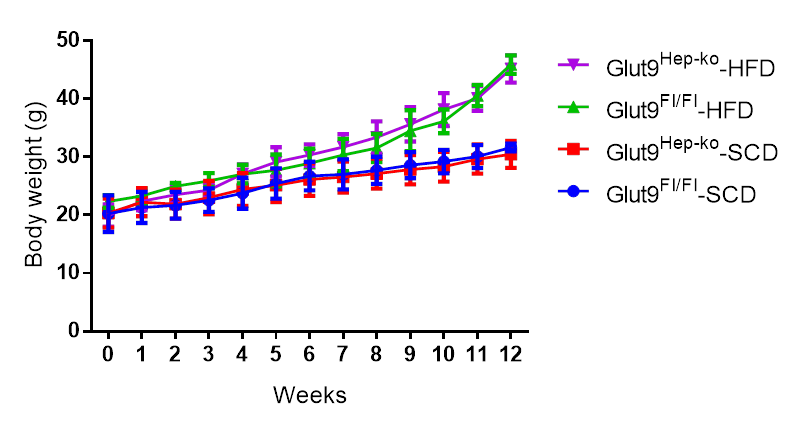 50
40
30
20
10
0
Body weight (g)
0 1 2 3 4 5 6 7 8 9 10 11 12
Weeks
Glut9Hep-ko-HFD
Glut9Fl/Fl-HFD
Glut9Hep-ko-SCD
Glut9Fl/Fl-SCD